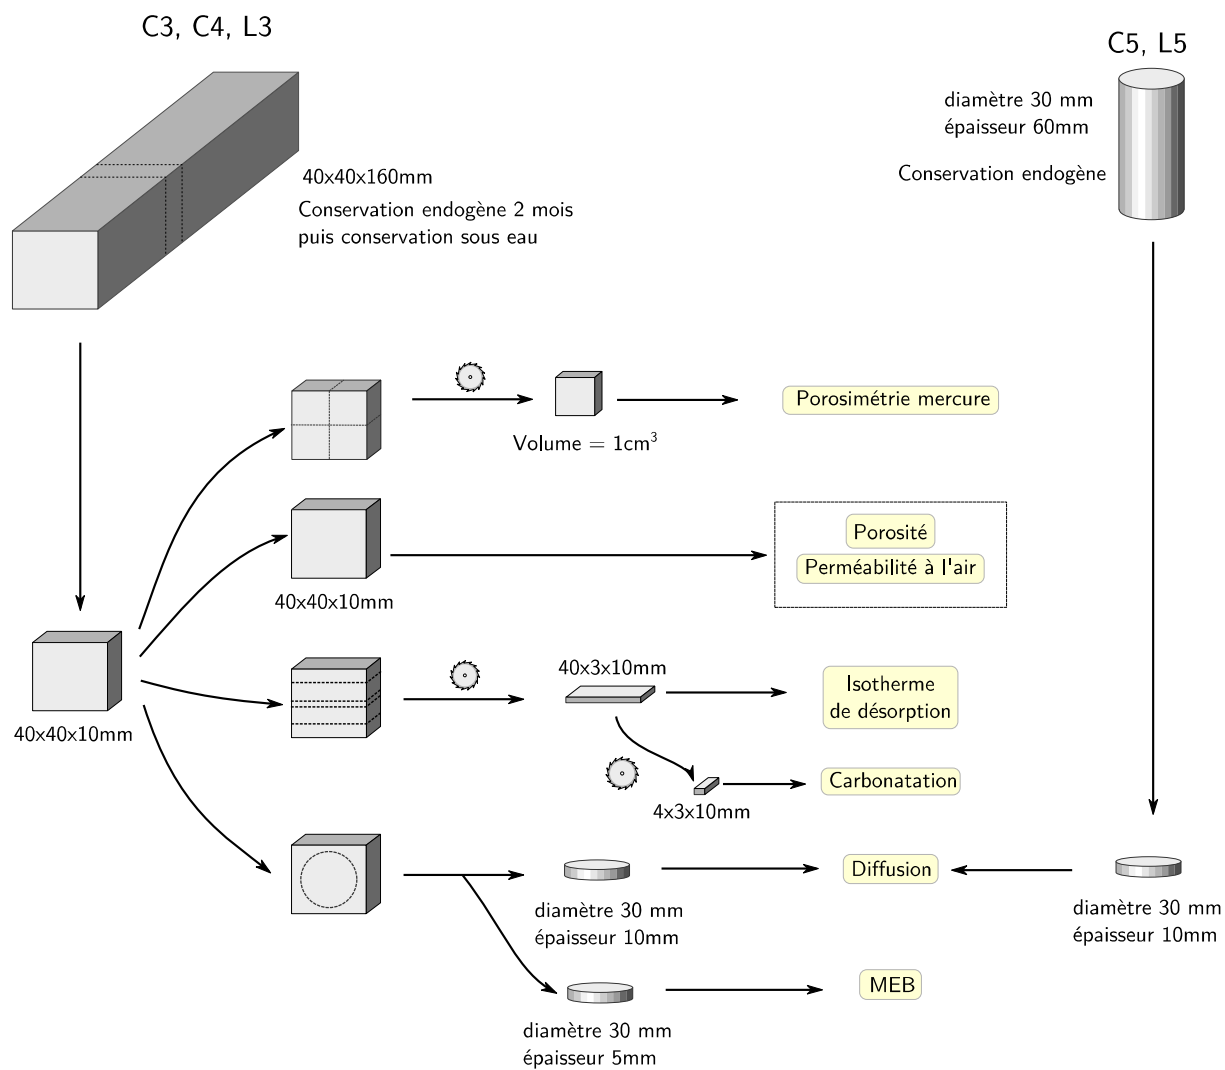 C3, C4, L3
C5, L5
diamètre 30 mm
épaisseur 60mm
Conservation endogène
40x40x160mm
Conservation endogène 2 mois
puis conservation sous eau
Porosimétrie mercure
Volume = 1cm³
Porosité
Perméabilité à l'air
40x40x10mm
40x40x10mm
40x3x10mm
Isotherme
de désorption
Carbonatation
4x3x10mm
Diffusion
diamètre 30 mm
épaisseur 10mm
diamètre 30 mm
épaisseur 10mm
MEB
diamètre 30 mm
épaisseur 5mm